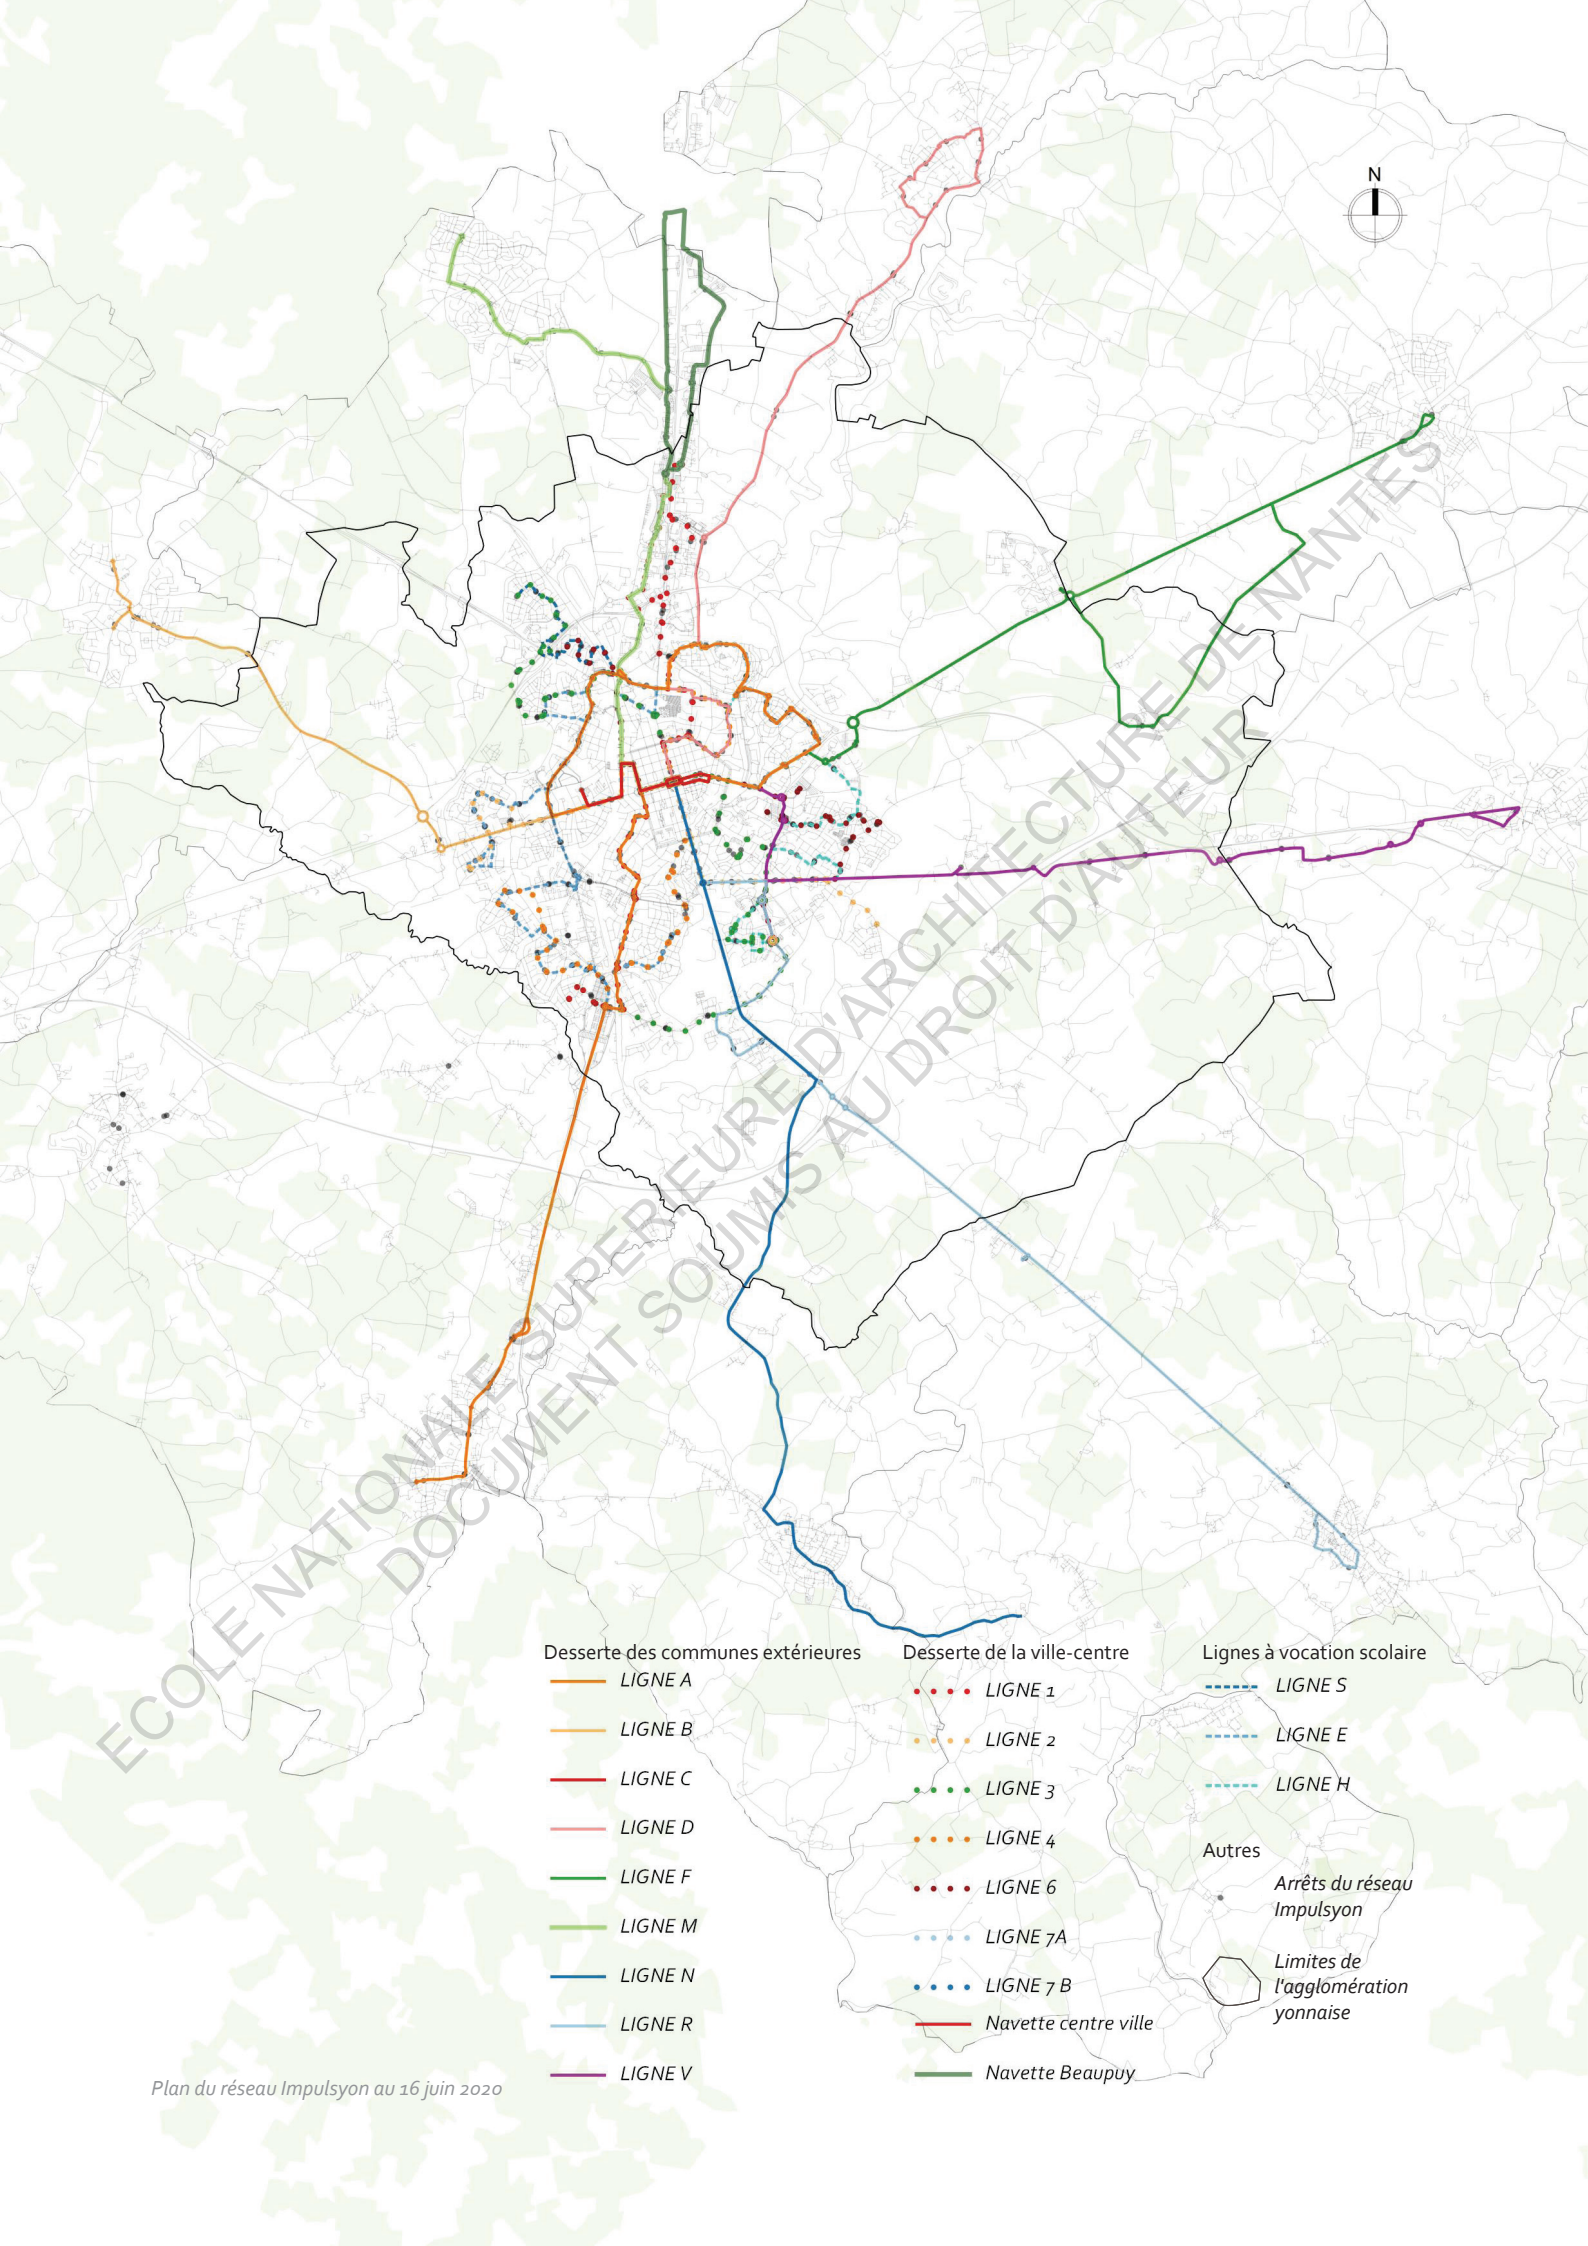 N
ECOLE NATIONALE SUPERIEURE D'ARCHITECTURE DE NANTES
DOCUMENT SOUMIS AU DROIT D'AUTEUR
Desserte des communes extérieures
LIGNE A
LIGNE B
LIGNE C
LIGNE D
LIGNE F
LIGNE M
LIGNE N
LIGNE R
LIGNE V
Desserte de la ville-centre
LIGNE 1
LIGNE 2
LIGNE 3
LIGNE 4
LIGNE 6
LIGNE 7A
LIGNE 7 B
Navette centre ville
Navette Beaupuy
Lignes à vocation scolaire
LIGNE S
LIGNE E
LIGNE H
Autres
Arrêts du réseau
Impulsyon
Limites de
l'agglomération
yonnaise
Plan du réseau Impulsyon au 16 juin 2020